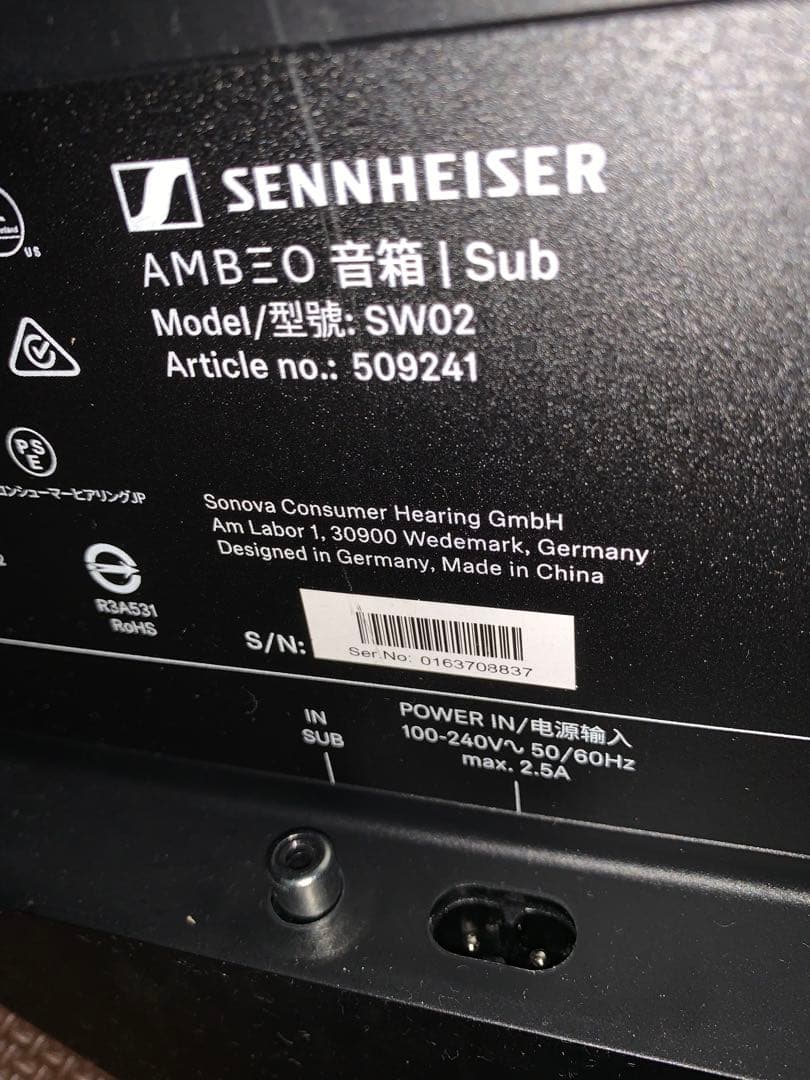 SENNHEISER
US
AMBEO 音箱 | Sub
Model/型號: SW02
Article no.: 509241
PS
E
コンシューマーヒアリングJP
Sonova Consumer Hearing GmbH
Am Labor 1, 30900 Wedemark, Germany
Designed in Germany, Made in China
R3A531
RoHS
S/N:
Ser.No: 0163708837
IN
SUB
POWER IN/电源输入
100-240V～ 50/60Hz
max. 2.5A